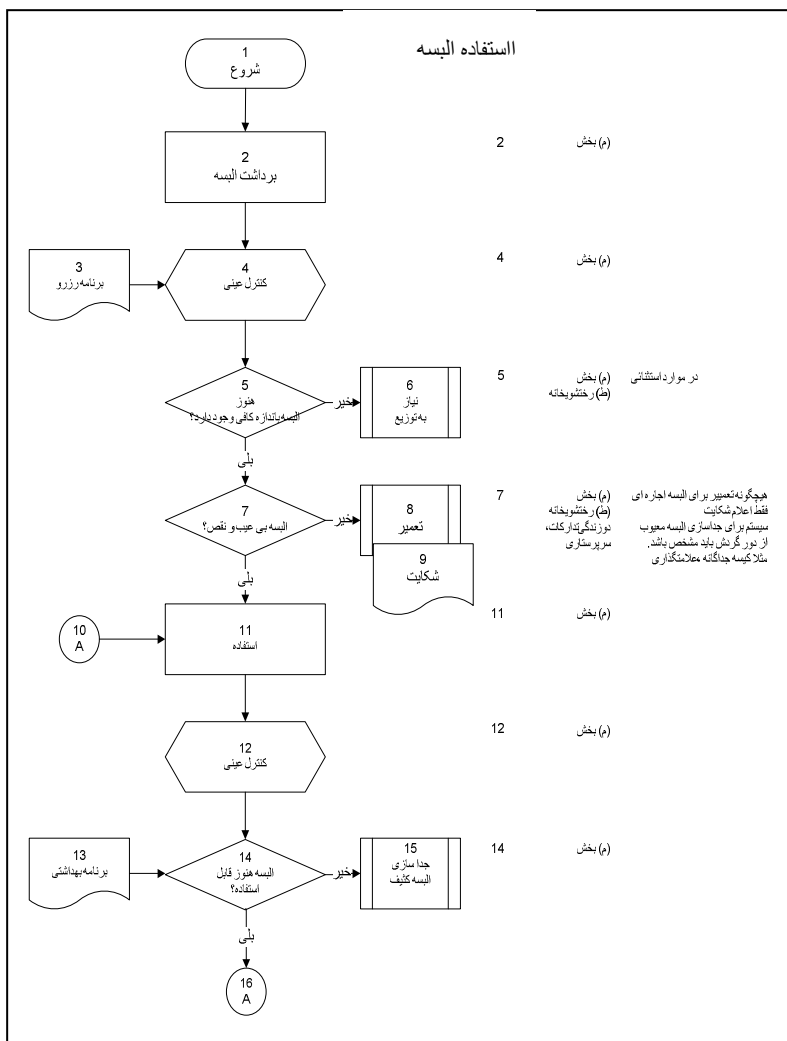 ااستفاده البسه
1
شروع
2
برداشت البسه
2
(م) بخش
3
برنامه رزرو
4
کنترل عینی
4
(م) بخش
5
هنوز
البسه باندازه کافی وجود دارد؟
خیر
6
نیاز
به توزیع
5
(م) بخش
(ط) رختشویخانه
در موارد استثنائی
بلی
7
البسه بی عیب و نقص؟
خیر
8
تعمیر
9
شکایت
7
(م) بخش
(ط) رختشویخانه
دوزندگی،تدارکات،
سرپرستاری
هیچگونه تعمییر برای البسه اجاره ای
فقط اعلام شکایت
سیستم برای جداسازی البسه معیوب
از دور گردش باید مشخص باشد.
مثلا کیسه جداگانه ،علامتگذاری
بلی
10
A
11
استفاده
11
(م) بخش
12
کنترل عینی
12
(م) بخش
13
برنامه بهداشتی
14
البسه هنوز قابل
استفاده؟
خیر
15
جدا سازی
البسه کثیف
14
(م) بخش
بلی
16
A